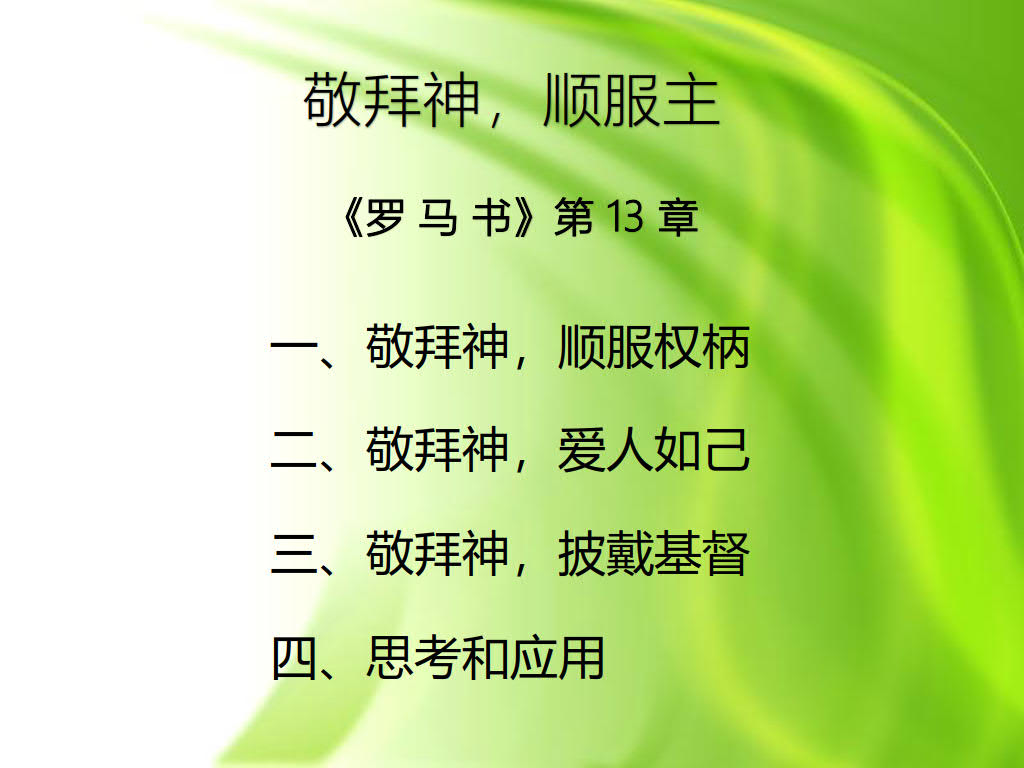 敬拜神，顺服主
《罗 马 书》第 13 章
一、敬拜神，顺服权柄
二、敬拜神，爱人如己
三、敬拜神，披戴基督
四、思考和应用